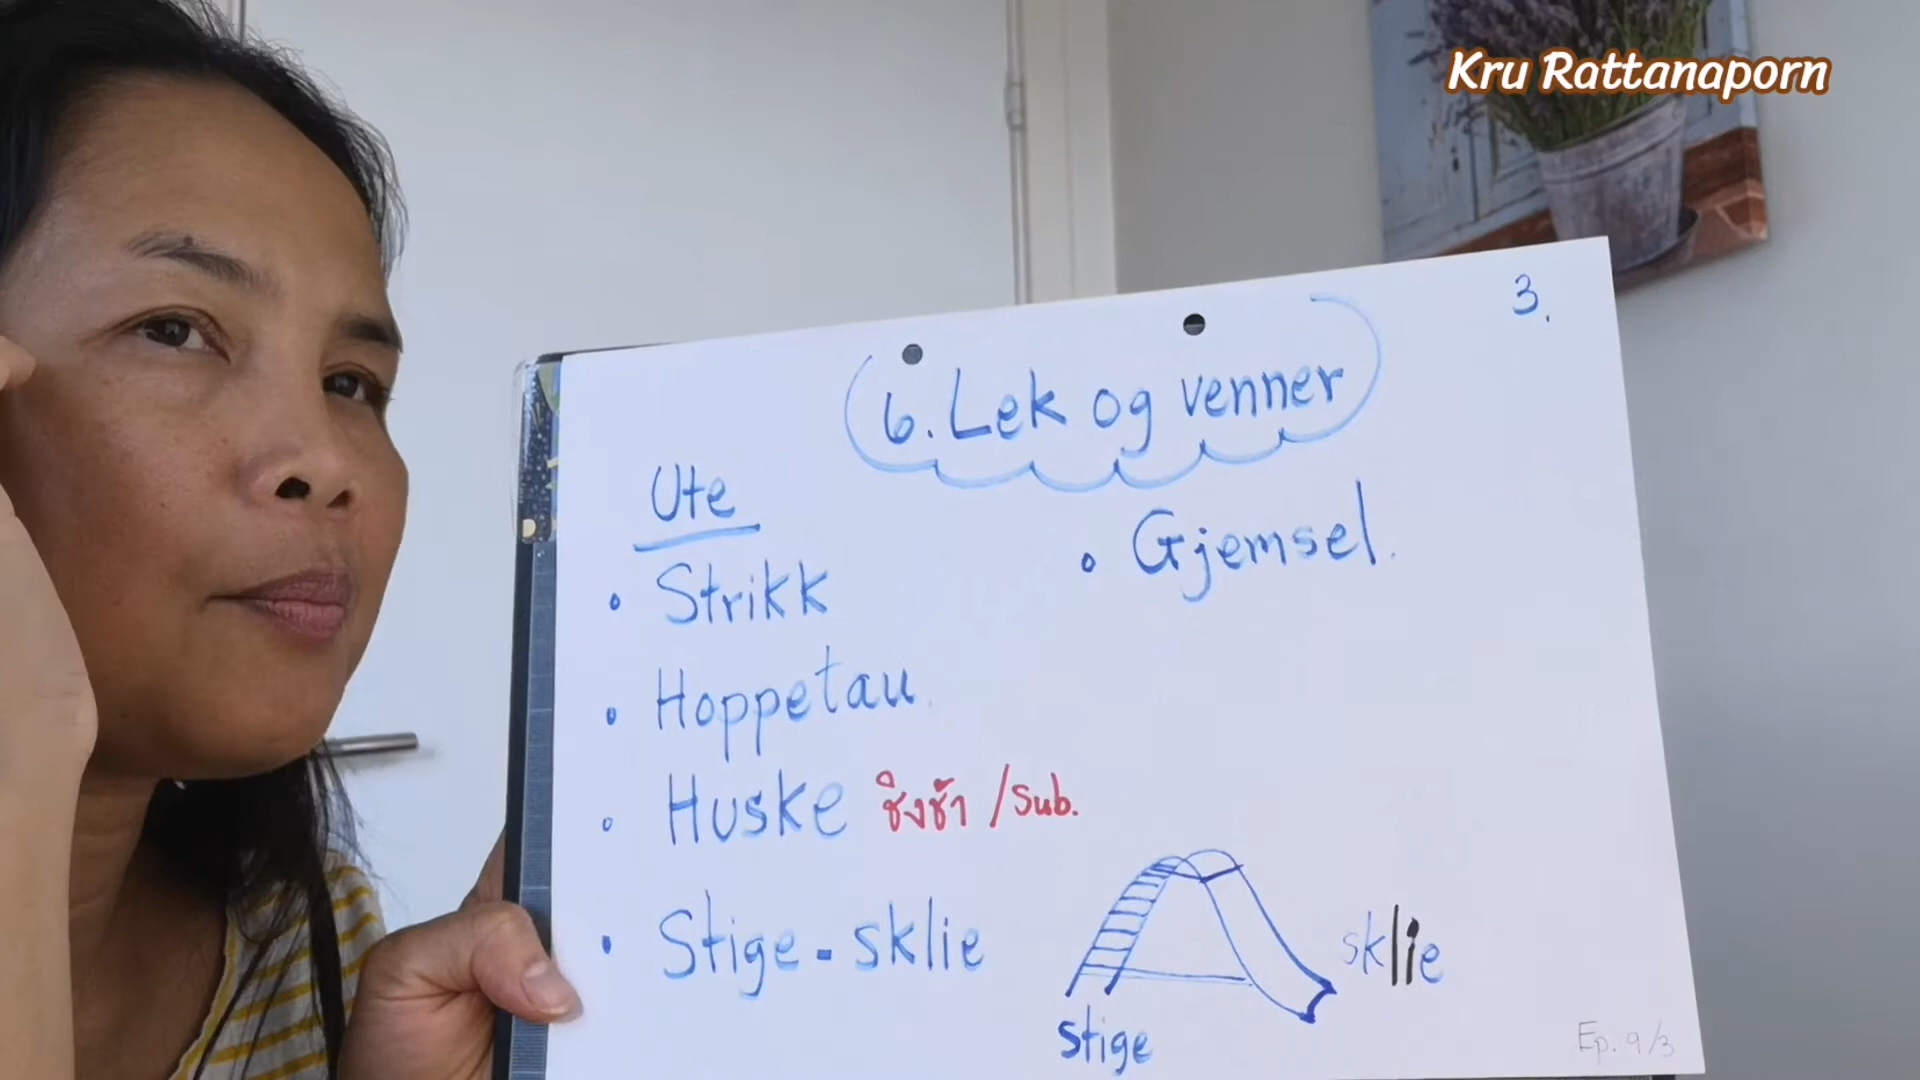 Kru Rattanaporn
3.
6. Lek og venner
Ute
• Strikk
• Hoppetau
• Huske ชิงช้า /Sub.
• Stige - sklie
• Gjemsel.
sklie
stige
Ep. 9/3